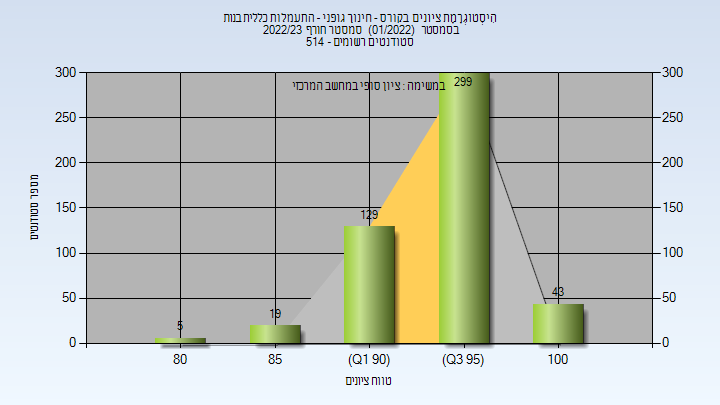 היסטוגרמת ציונים בקורס - חינוך גופני - התעמלות כללית בנות
בסמסטר (01/2022) סמסטר חורף 2022/23
סטודנטים רשומים - 514
במשימה : ציון סופי במחשב המרכזי
300
250
200
150
100
50
0
300
250
200
150
100
50
0
מספר סטודנטים
5
19
129
299
43
80
85
(Q1 90)
(Q3 95)
100
טווח ציונים